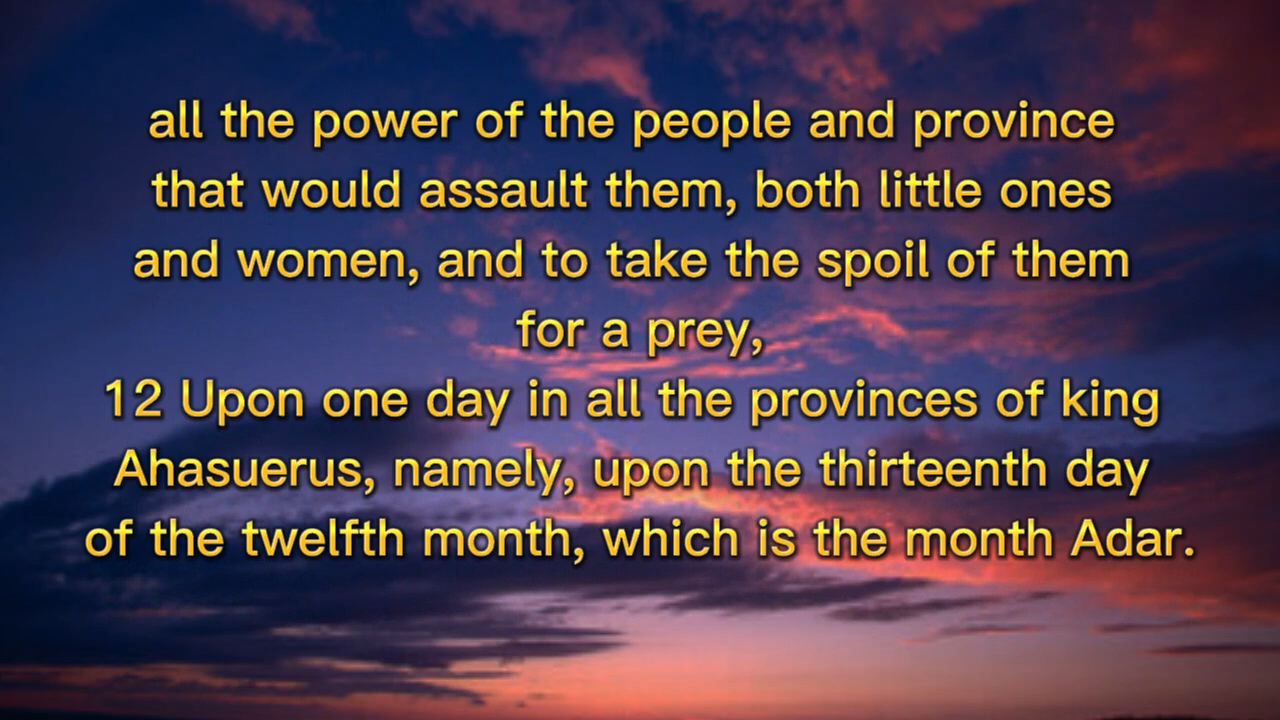 all the power of the people and province
that would assault them, both little ones
and women, and to take the spoil of them
for a prey,
12 Upon one day in all the provinces of king
Ahasuerus, namely, upon the thirteenth day
of the twelfth month, which is the month Adar.